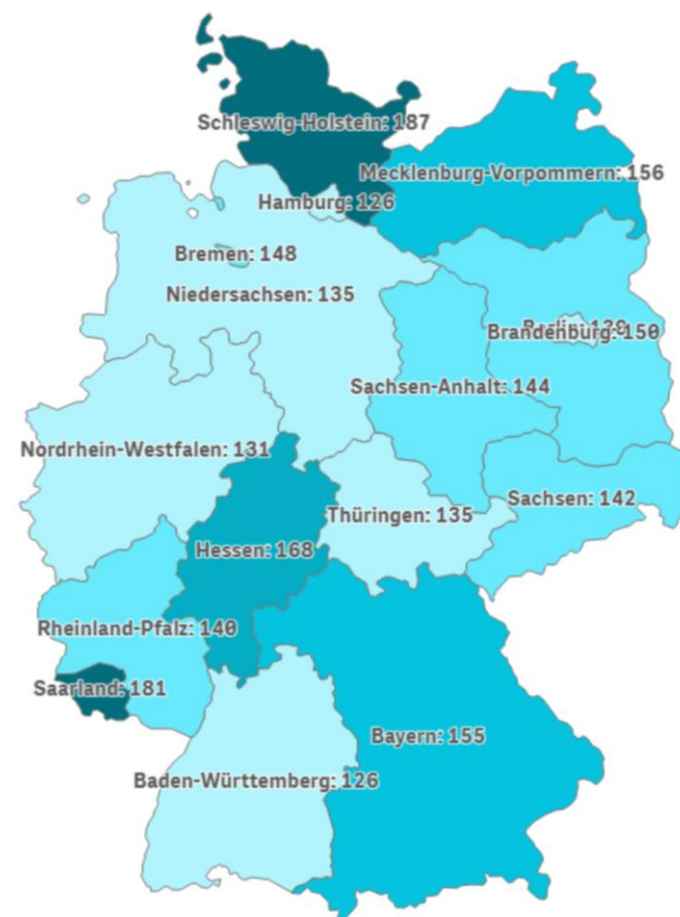 Schleswig-Holstein: 187
Mecklenburg-Vorpommern: 156
Hamburg: 126
Bremen: 148
Niedersachsen: 135
Brandenburg: 150
Sachsen-Anhalt: 144
Nordrhein-Westfalen: 131
Sachsen: 142
Thüringen: 135
Hessen: 168
Rheinland-Pfalz: 140
Saarland: 181
Bayern: 155
Baden-Württemberg: 126